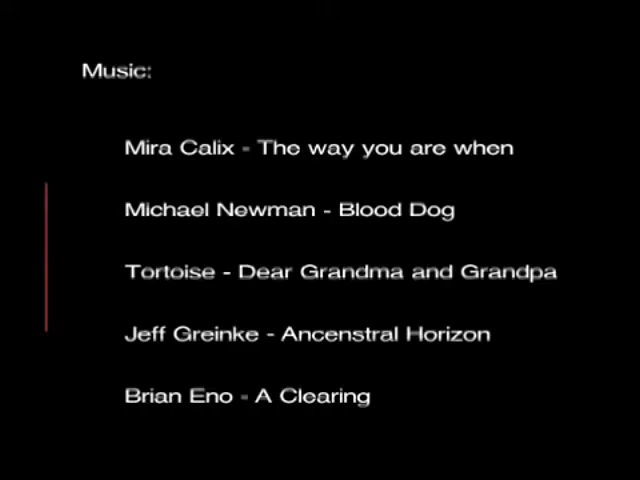 Music:
Mira Calix - The way you are when
Michael Newman - Blood Dog
Tortoise - Dear Grandma and Grandpa
Jeff Greinke - Ancenstral Horizon
Brian Eno - A Clearing